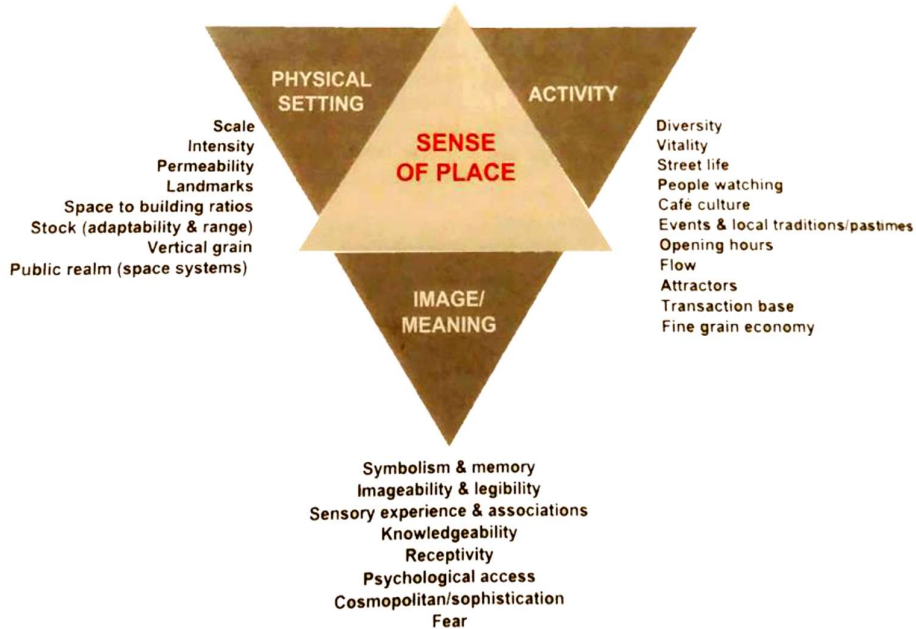 PHYSICAL
SETTING
Scale
Intensity
Permeability
Landmarks
Space to building ratios
Stock (adaptability & range)
Vertical grain
Public realm (space systems)
SENSE
OF PLACE
ACTIVITY
Diversity
Vitality
Street life
People watching
Café culture
Events & local traditions/pastimes
Opening hours
Flow
Attractors
Transaction base
Fine grain economy
IMAGE/
MEANING
Symbolism & memory
Imageability & legibility
Sensory experience & associations
Knowledgeability
Receptivity
Psychological access
Cosmopolitan/sophistication
Fear